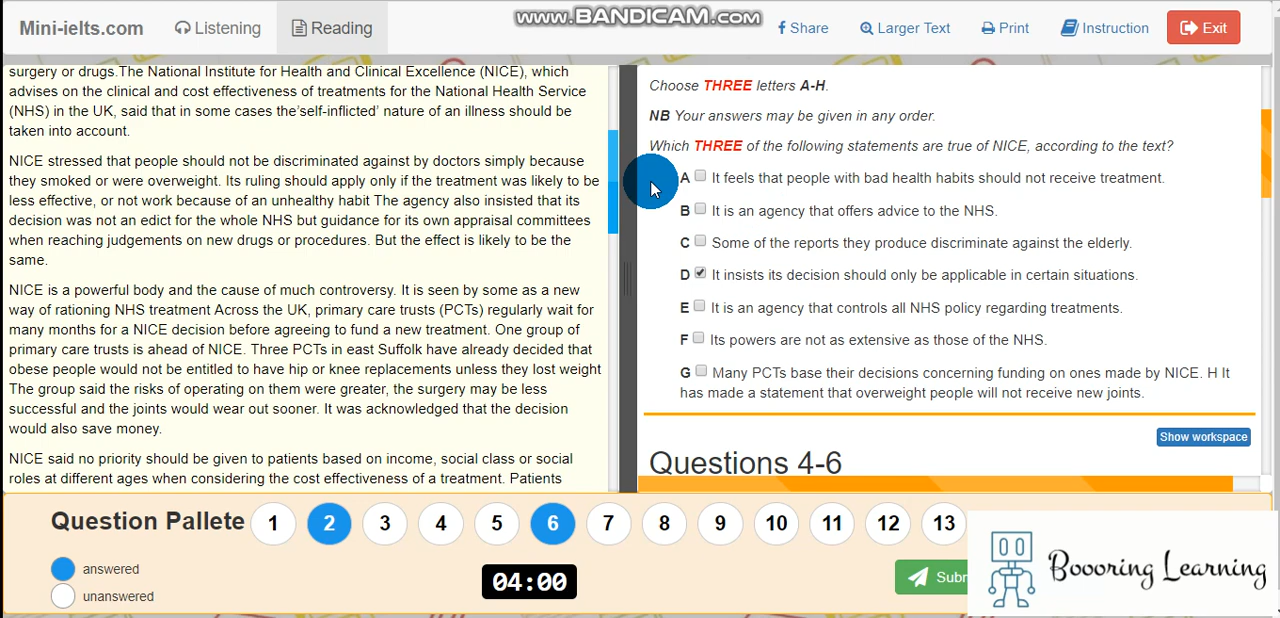 www.BANDICAM.com
Mini-ielts.com Listening Reading Share Larger Text Print Instruction Exit
surgery or drugs.The National Institute for Health and Clinical Excellence (NICE), which
advises on the clinical and cost effectiveness of treatments for the National Health Service
(NHS) in the UK, said that in some cases the'self-inflicted' nature of an illness should be
taken into account.
NICE stressed that people should not be discriminated against by doctors simply because
they smoked or were overweight. Its ruling should apply only if the treatment was likely to be
less effective, or not work because of an unhealthy habit The agency also insisted that its
decision was not an edict for the whole NHS but guidance for its own appraisal committees
when reaching judgements on new drugs or procedures. But the effect is likely to be the
same.
NICE is a powerful body and the cause of much controversy. It is seen by some as a new
way of rationing NHS treatment Across the UK, primary care trusts (PCTs) regularly wait for
many months for a NICE decision before agreeing to fund a new treatment. One group of
primary care trusts is ahead of NICE. Three PCTs in east Suffolk have already decided that
obese people would not be entitled to have hip or knee replacements unless they lost weight
The group said the risks of operating on them were greater, the surgery may be less
successful and the joints would wear out sooner. It was acknowledged that the decision
would also save money.
NICE said no priority should be given to patients based on income, social class or social
roles at different ages when considering the cost effectiveness of a treatment. Patients
Choose THREE letters A-H.
NB Your answers may be given in any order.
Which THREE of the following statements are true of NICE, according to the text?
A It feels that people with bad health habits should not receive treatment.
B It is an agency that offers advice to the NHS.
C Some of the reports they produce discriminate against the elderly.
D It insists its decision should only be applicable in certain situations.
E It is an agency that controls all NHS policy regarding treatments.
F Its powers are not as extensive as those of the NHS.
G Many PCTs base their decisions concerning funding on ones made by NICE. H It
has made a statement that overweight people will not receive new joints.
Show workspace
Questions 4-6
Question Pallete 1 2 3 4 5 6 7 8 9 10 11 12 13
answered
unanswered
04:00
Subm
Boooring Learning